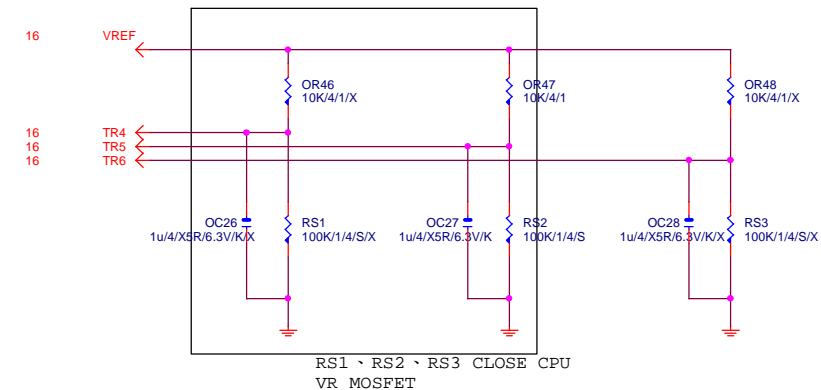 16 VREF
OR46 OR47 OR48
10K/4/1/X 10K/4/1 10K/4/1/X
16 TR4
16 TR5
16 TR6
OC26 RS1 OC27 RS2 OC28 RS3
1u/4/X5R/6.3V/K/X 100K/1/4/S/X 1u/4/X5R/6.3V/K 100K/1/4/S 1u/4/X5R/6.3V/K/X 100K/1/4/S/X
RS1、RS2、RS3 CLOSE CPU
VR MOSFET